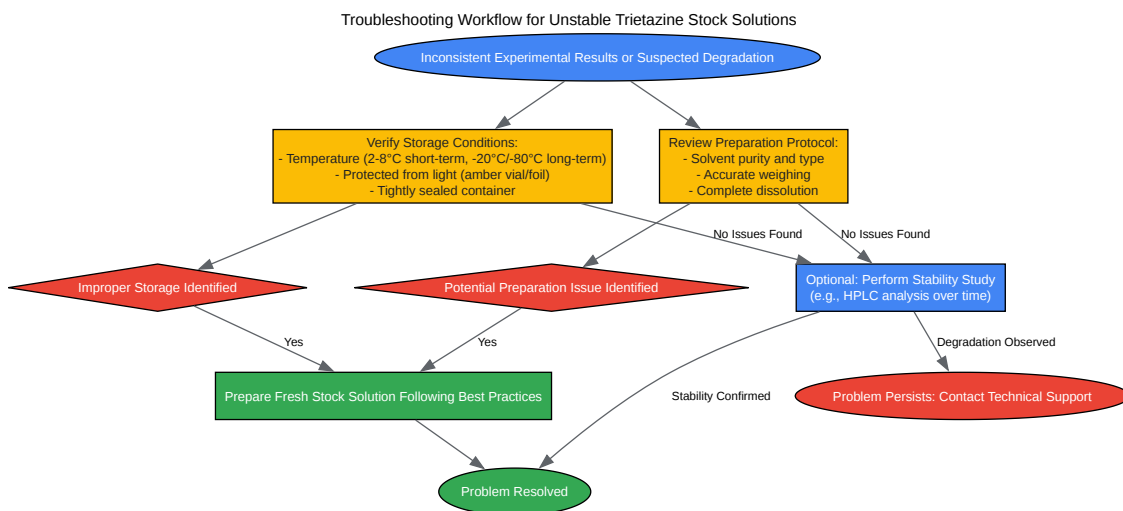 Troubleshooting Workflow for Unstable Trietazine Stock Solutions
Inconsistent Experimental Results or Suspected Degradation
Verify Storage Conditions:
- Temperature (2-8°C short-term, -20°C/-80°C long-term)
- Protected from light (amber vial/foil)
- Tightly sealed container
Review Preparation Protocol:
- Solvent purity and type
- Accurate weighing
- Complete dissolution
No Issues Found
No Issues Found
Improper Storage Identified
Potential Preparation Issue Identified
Optional: Perform Stability Study
(e.g., HPLC analysis over time)
Yes
Yes
Degradation Observed
Prepare Fresh Stock Solution Following Best Practices
Stability Confirmed
Problem Persists: Contact Technical Support
Problem Resolved